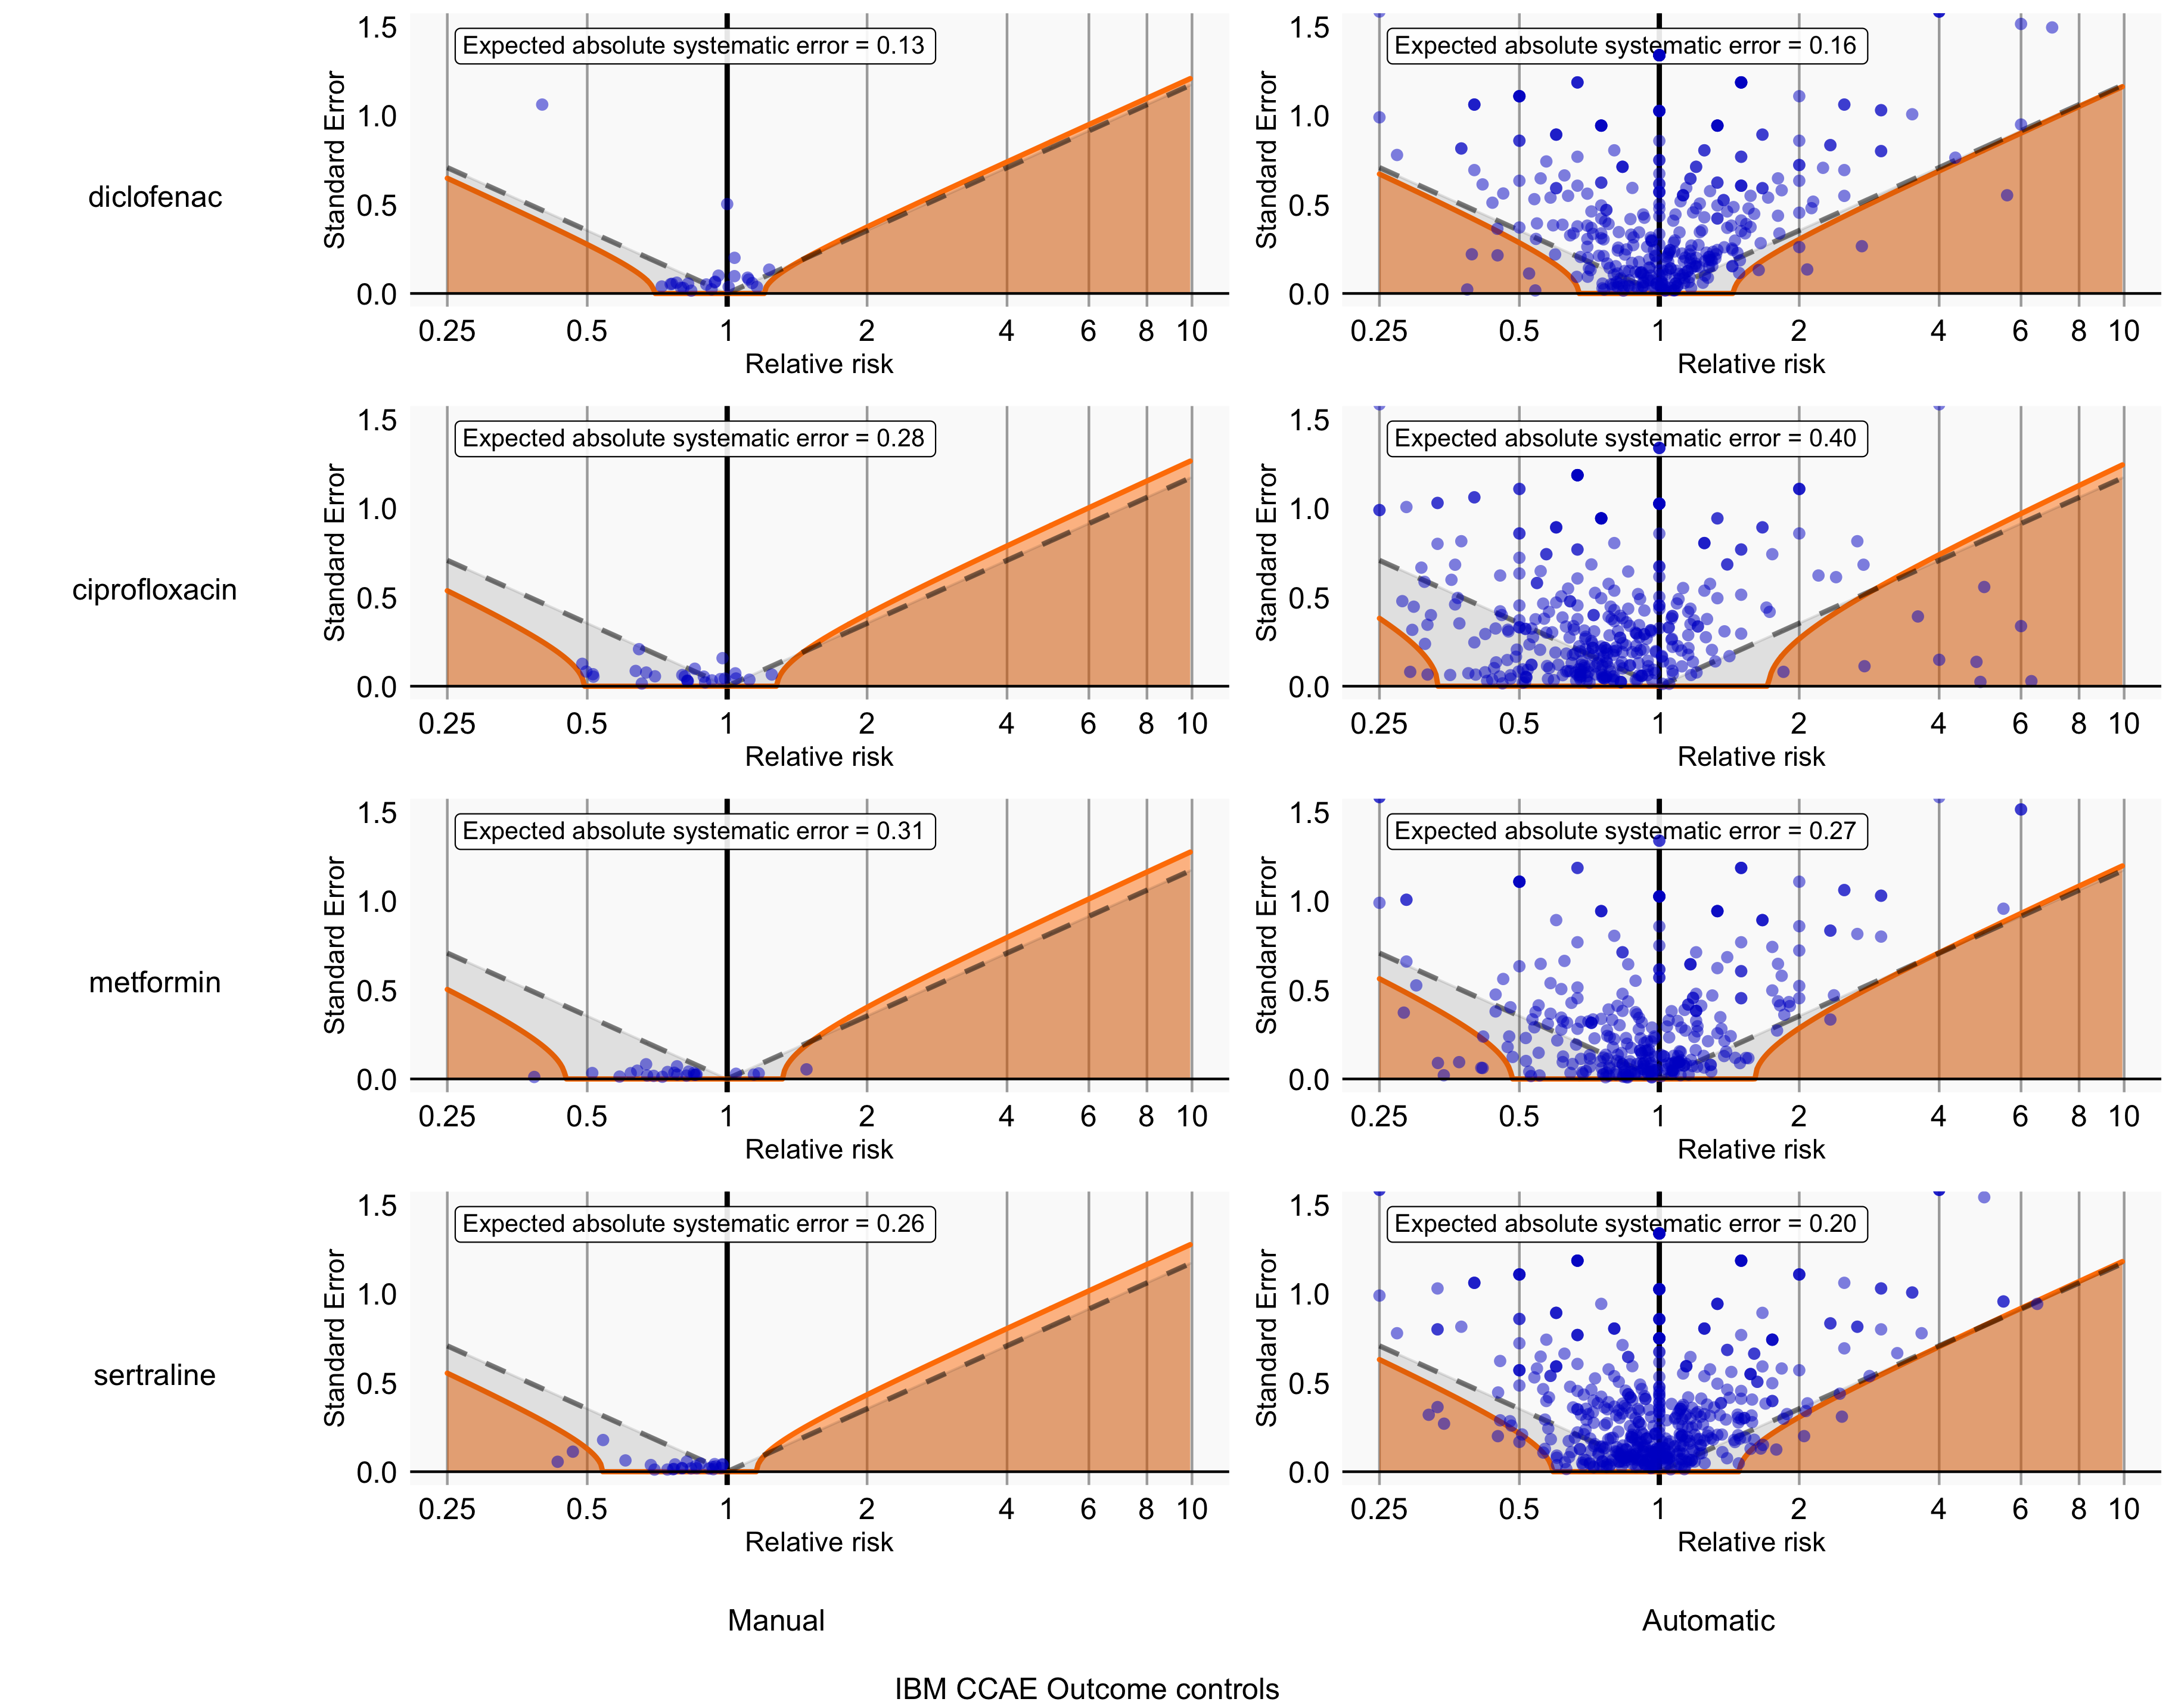 diclofenac
Standard Error
1.5
1.0
0.5
0.0
Expected absolute systematic error = 0.13
0.25 0.5 1 2 4 6 8 10
Relative risk
Standard Error
1.5
1.0
0.5
0.0
Expected absolute systematic error = 0.16
0.25 0.5 1 2 4 6 8 10
Relative risk
ciprofloxacin
Standard Error
1.5
1.0
0.5
0.0
Expected absolute systematic error = 0.28
0.25 0.5 1 2 4 6 8 10
Relative risk
Standard Error
1.5
1.0
0.5
0.0
Expected absolute systematic error = 0.40
0.25 0.5 1 2 4 6 8 10
Relative risk
metformin
Standard Error
1.5
1.0
0.5
0.0
Expected absolute systematic error = 0.31
0.25 0.5 1 2 4 6 8 10
Relative risk
Standard Error
1.5
1.0
0.5
0.0
Expected absolute systematic error = 0.27
0.25 0.5 1 2 4 6 8 10
Relative risk
sertraline
Standard Error
1.5
1.0
0.5
0.0
Expected absolute systematic error = 0.26
0.25 0.5 1 2 4 6 8 10
Relative risk
Standard Error
1.5
1.0
0.5
0.0
Expected absolute systematic error = 0.20
0.25 0.5 1 2 4 6 8 10
Relative risk
Manual
Automatic
IBM CCAE Outcome controls